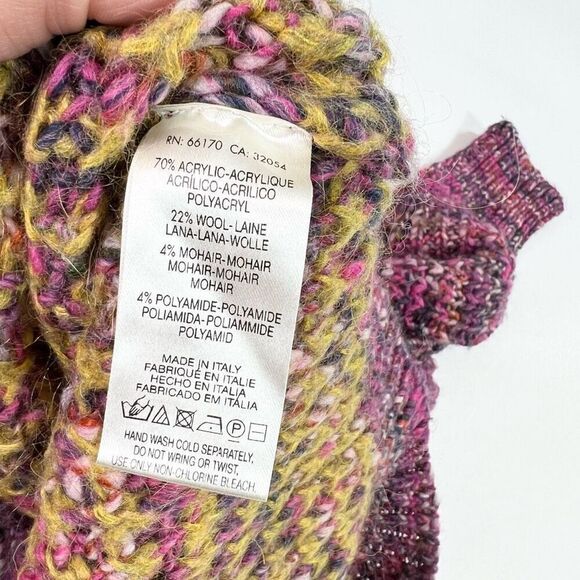 RN: 66170 CA: 32054
70% ACRYLIC-ACRYLIQUE
ACRÍLICO-ACRILICO
POLYACRYL
22% WOOL-LAINE
LANA-LANA-WOLLE
4% MOHAIR-MOHAIR
MOHAIR-MOHAIR
MOHAIR
4% POLYAMIDE-POLYAMIDE
POLIAMIDA-POLIAMMIDE
POLYAMID
MADE IN ITALY
FABRIQUÉ EN ITALIE
HECHO EN ITALIA
FABRICADO EM ITÁLIA
P
HAND WASH COLD SEPARATELY,
DO NOT WRING OR TWIST.
USE ONLY NON-CHLORINE BLEACH.